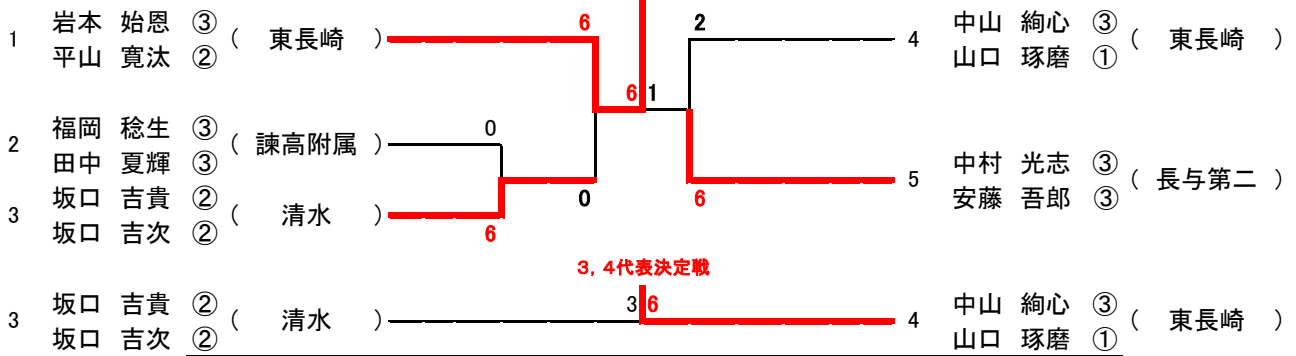 6
2
1 岩本 始恩 ③ ( 東長崎 )
平山 寛汰 ②
4 中山 絢心 ③ ( 東長崎 )
山口 琢磨 ①
6 1
2 福岡 稔生 ③ ( 諫高附属 )
田中 夏輝 ③
0
3 坂口 吉貴 ② ( 清水 )
坂口 吉次 ②
6
0
5 中村 光志 ③ ( 長与第二 )
安藤 吾郎 ③
6
3，4代表決定戦
3 坂口 吉貴 ② ( 清水 )
坂口 吉次 ②
3 6
4 中山 絢心 ③ ( 東長崎 )
山口 琢磨 ①